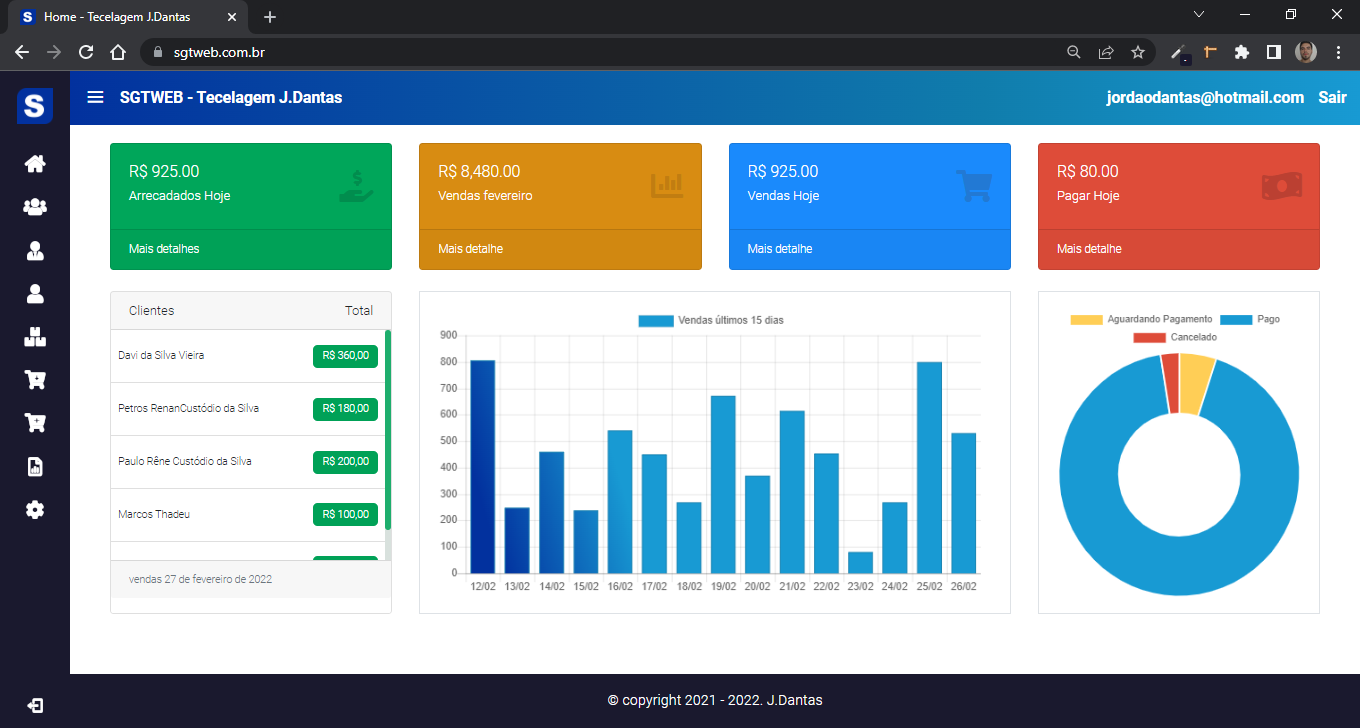 S Home - Tecelagem J.Dantas
sgtweb.com.br
S
SGTWEB - Tecelagem J.Dantas
jordaodantas@hotmail.com Sair
R$ 925.00
Arrecadados Hoje
Mais detalhes
R$ 8,480.00
Vendas fevereiro
Mais detalhe
R$ 925.00
Vendas Hoje
Mais detalhe
R$ 80.00
Pagar Hoje
Mais detalhe
Clientes Total
Davi da Silva Vieira R$ 360,00
Petros RenanCustódio da Silva R$ 180,00
Paulo Rêne Custódio da Silva R$ 200,00
Marcos Thadeu R$ 100,00
vendas 27 de fevereiro de 2022
Vendas últimos 15 dias
900
800
700
600
500
400
300
200
100
0
12/02 13/02 14/02 15/02 16/02 17/02 18/02 19/02 20/02 21/02 22/02 23/02 24/02 25/02 26/02
Aguardando Pagamento Pago
Cancelado
© copyright 2021 - 2022. J.Dantas